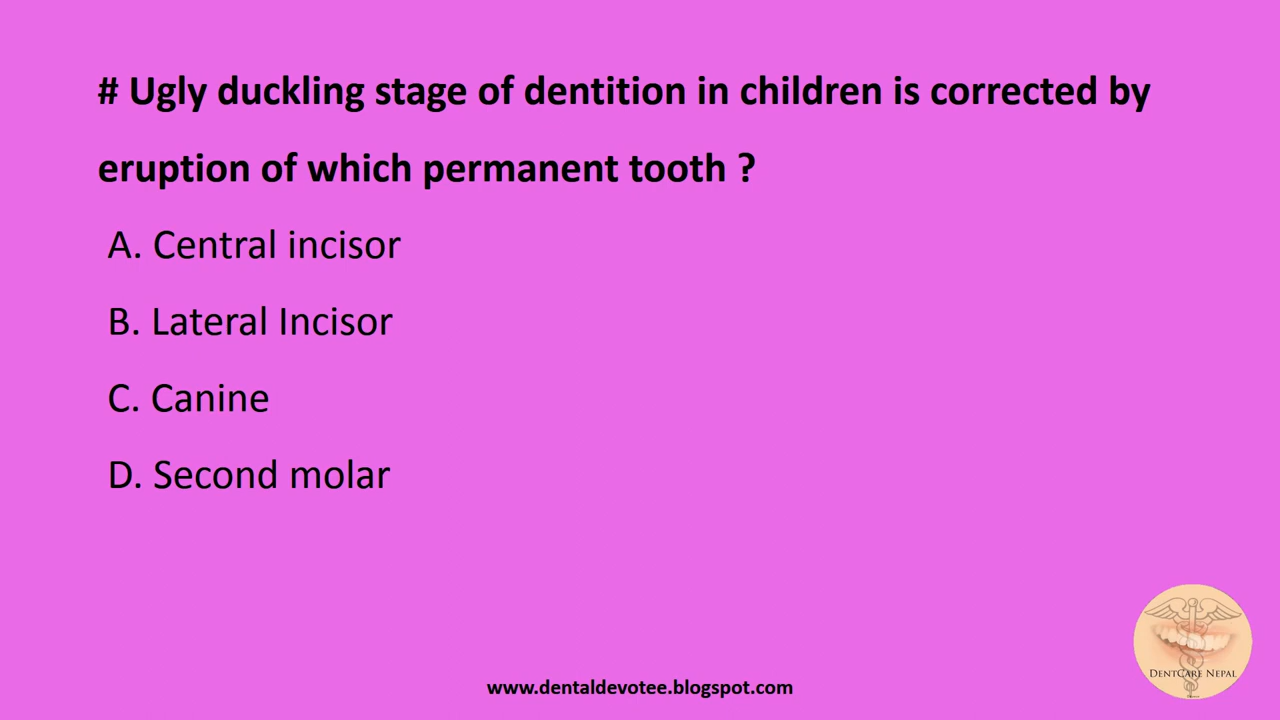 # Ugly duckling stage of dentition in children is corrected by
eruption of which permanent tooth ?
A. Central incisor
B. Lateral Incisor
C. Canine
D. Second molar
DENTCARE NEPAL
www.dentaldevotee.blogspot.com